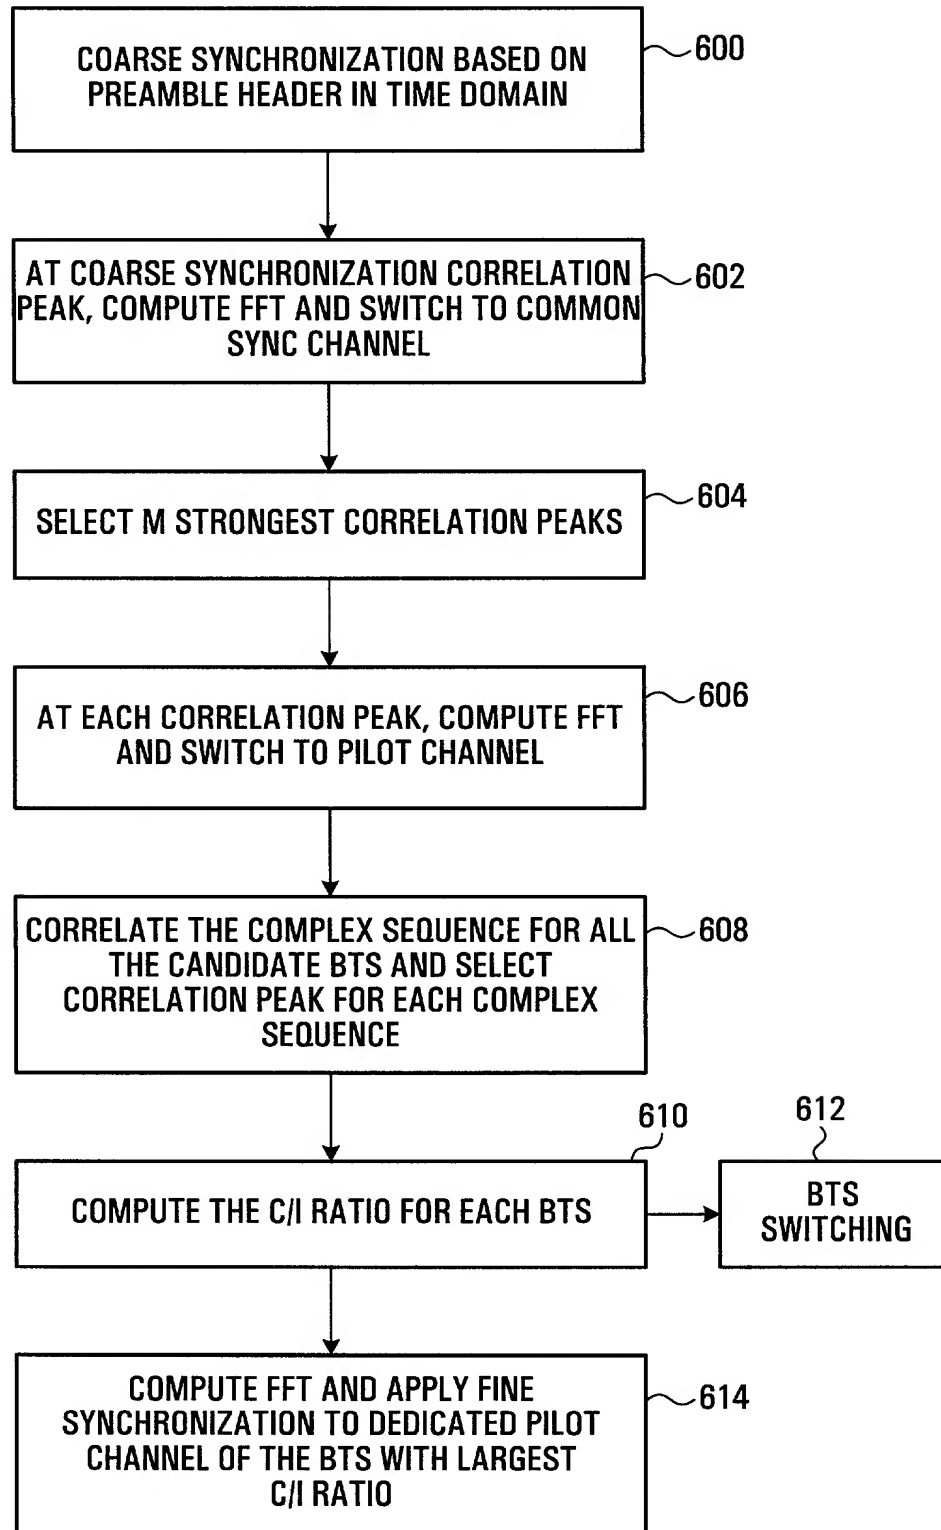 COARSE SYNCHRONIZATION BASED ON
PREAMBLE HEADER IN TIME DOMAIN
600
AT COARSE SYNCHRONIZATION CORRELATION
PEAK, COMPUTE FFT AND SWITCH TO COMMON
SYNC CHANNEL
602
SELECT M STRONGEST CORRELATION PEAKS
604
AT EACH CORRELATION PEAK, COMPUTE FFT
AND SWITCH TO PILOT CHANNEL
606
CORRELATE THE COMPLEX SEQUENCE FOR ALL
THE CANDIDATE BTS AND SELECT
CORRELATION PEAK FOR EACH COMPLEX
SEQUENCE
608
COMPUTE THE C/I RATIO FOR EACH BTS
610
612
BTS
SWITCHING
COMPUTE FFT AND APPLY FINE
SYNCHRONIZATION TO DEDICATED PILOT
CHANNEL OF THE BTS WITH LARGEST
C/I RATIO
614